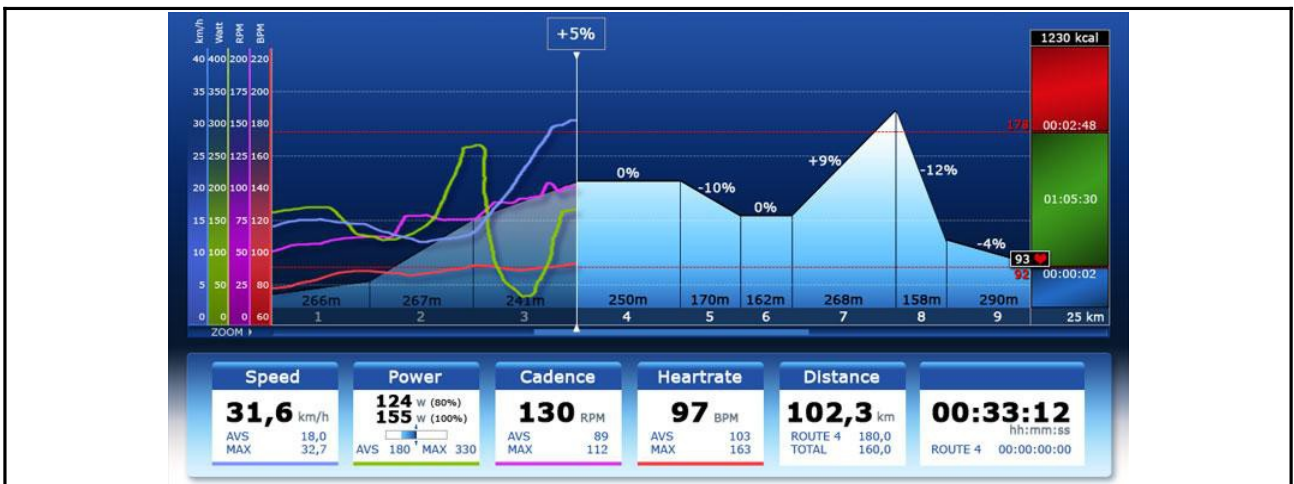 km/h Watt RPM BPM
+5%
1230 kcal
40 400 200 220
35 350 175 200
30 300 150 180
173 00:02:48
25 250 125 160
+9%
-12%
0%
20 200 100 140
-10%
01:05:30
0%
15 150 75 120
10 100 50 100
-4%
93
92 00:00:02
5 50 25 80
266m 267m 241m 250m 170m 162m 268m 158m 290m
0 0 0 60
1 2 3 4 5 6 7 8 9 25 km
ZOOM
Speed
31,6 km/h
AVS 18,0
MAX 32,7
Power
124 W (80%)
155 W (100%)
AVS 180 MAX 330
Cadence
130 RPM
AVS 89
MAX 112
Heartrate
97 BPM
AVS 103
MAX 163
Distance
102,3 km
ROUTE 4 180,0
TOTAL 160,0
00:33:12
hh:mm:ss
ROUTE 4 00:00:00:00